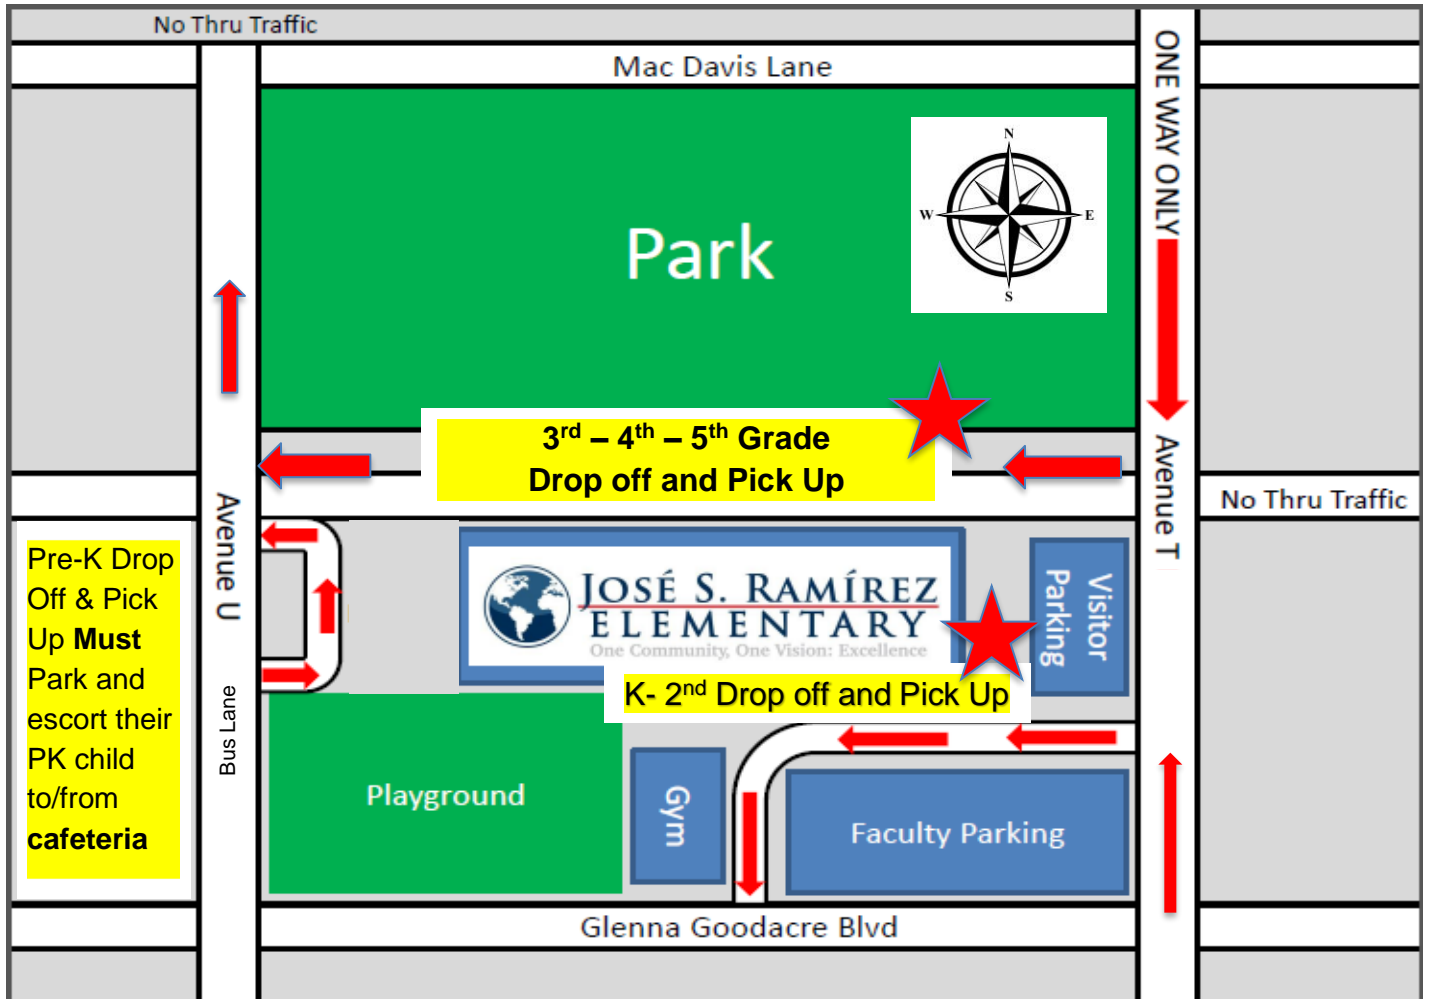 No Thru Traffic
Mac Davis Lane
ONE WAY ONLY
N
W
E
S
Park
3rd – 4th – 5th Grade
Drop off and Pick Up
Avenue T
No Thru Traffic
Avenue U
Bus Lane
Pre-K Drop
Off & Pick
Up Must
Park and
escort their
PK child
to/from
cafeteria
JOSÉ S. RAMÍREZ
ELEMENTARY
One Community, One Vision: Excellence
Visitor
Parking
K- 2nd Drop off and Pick Up
Playground
Gym
Faculty Parking
Glenna Goodacre Blvd